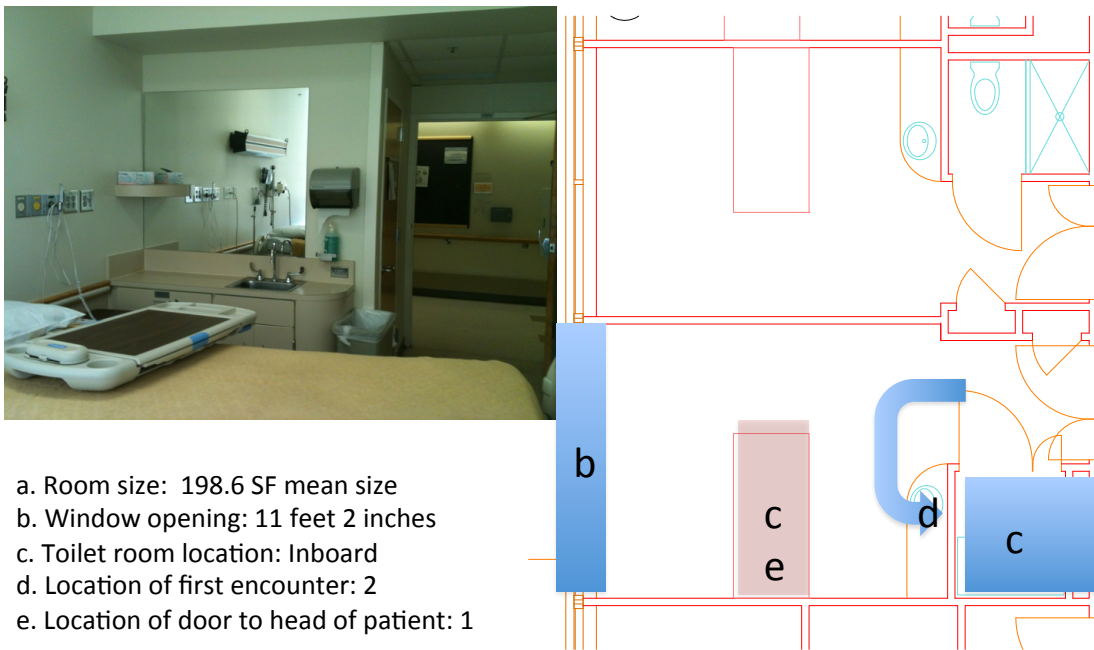 a. Room size: 198.6 SF mean size
b. Window opening: 11 feet 2 inches
c. Toilet room location: Inboard
d. Location of first encounter: 2
e. Location of door to head of patient: 1
b
c
e
d
c